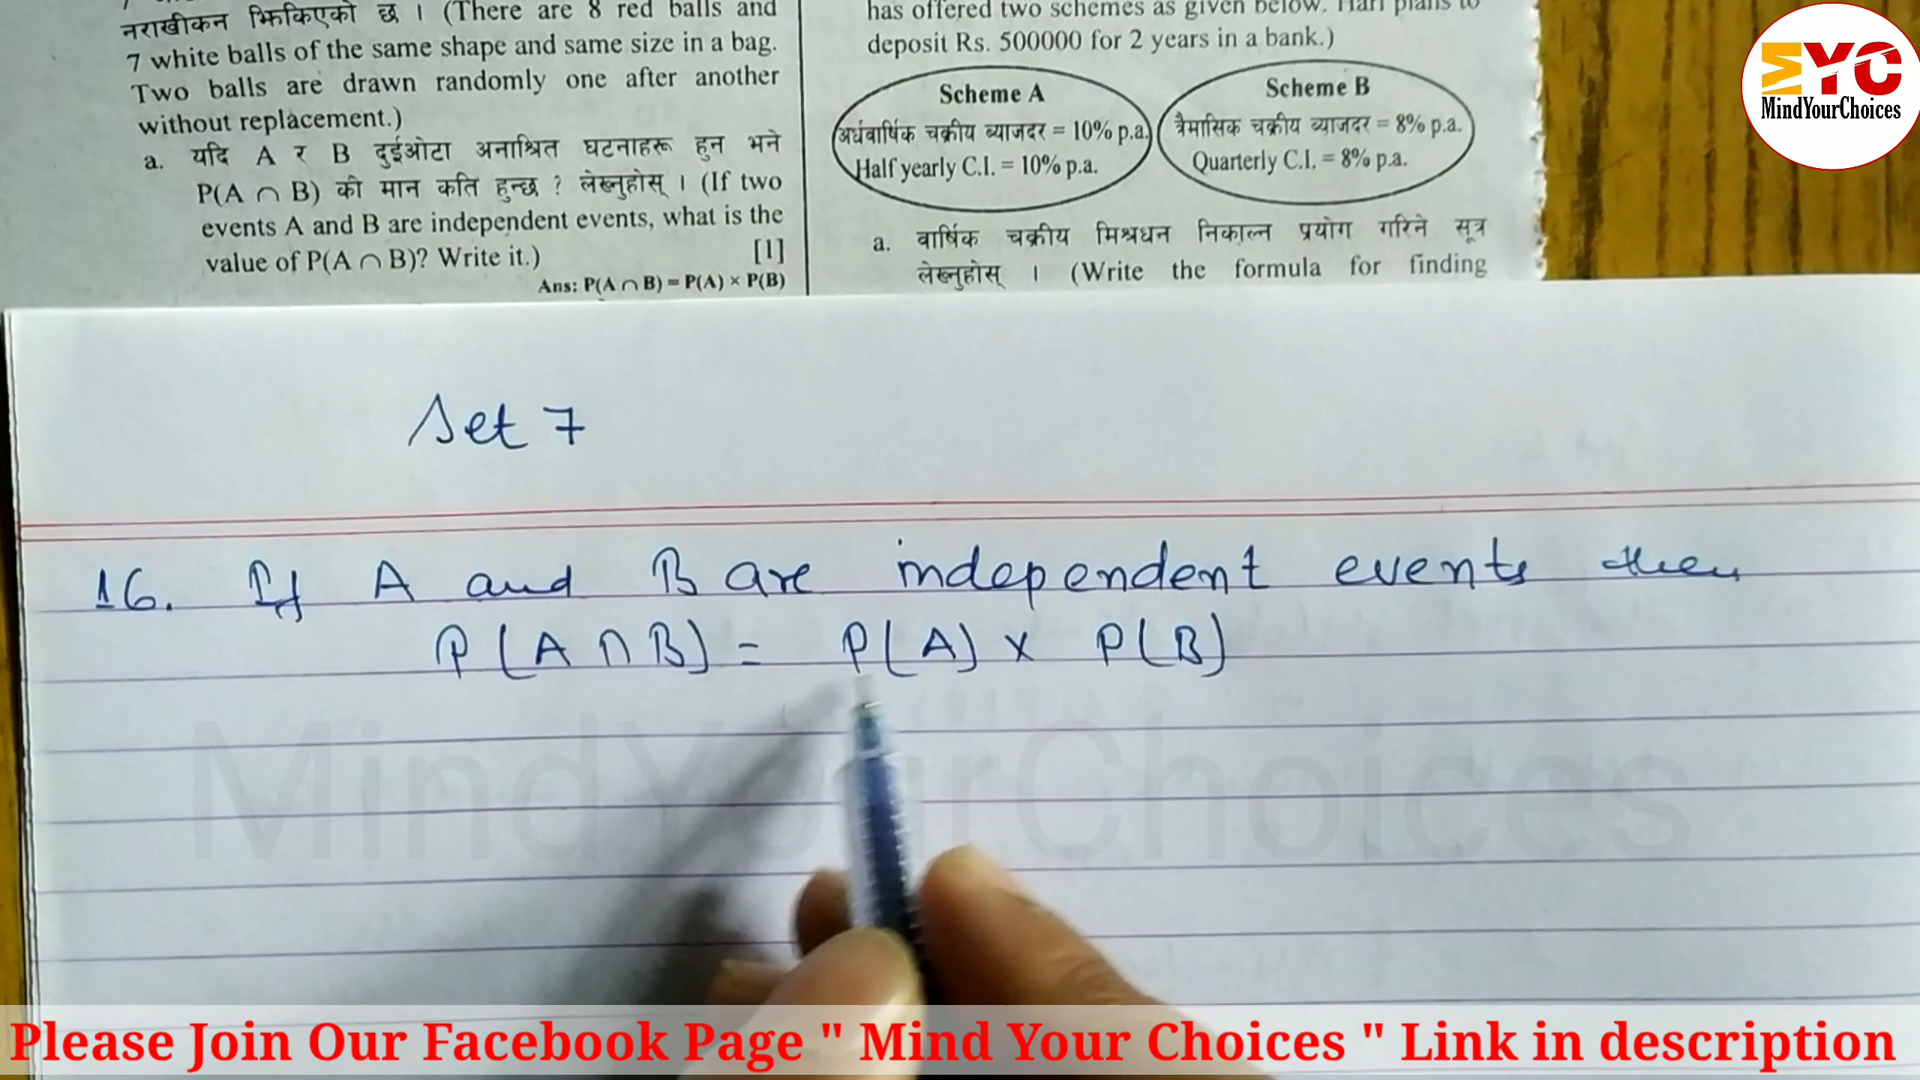 नराखीकन झिकिएको छ । (There are 8 red balls and
7 white balls of the same shape and same size in a bag.
Two balls are drawn randomly one after another
without replacement.)
a. यदि A र B दुईओटा अनाश्रित घटनाहरू हुन भने
P(A ∩ B) को मान कति हुन्छ ? लेख्नुहोस् । (If two
events A and B are independent events, what is the
value of P(A ∩ B)? Write it.) [1]
Ans: P(A ∩ B) = P(A) × P(B)
has offered two schemes as given below. Hari plans to
deposit Rs. 500000 for 2 years in a bank.)
Scheme A
अर्धवार्षिक चक्रीय ब्याजदर = 10% p.a.
Half yearly C.I. = 10% p.a.
Scheme B
त्रैमासिक चक्रीय ब्याजदर = 8% p.a.
Quarterly C.I. = 8% p.a.
a. वार्षिक चक्रीय मिश्रधन निकाल्न प्रयोग गरिने सूत्र
लेख्नुहोस् । (Write the formula for finding
MYC
MindYourChoices
Set 7
16. If A and B are independent events then
P(A ∩ B) = P(A) × P(B)
MindYourChoices
Please Join Our Facebook Page " Mind Your Choices " Link in description